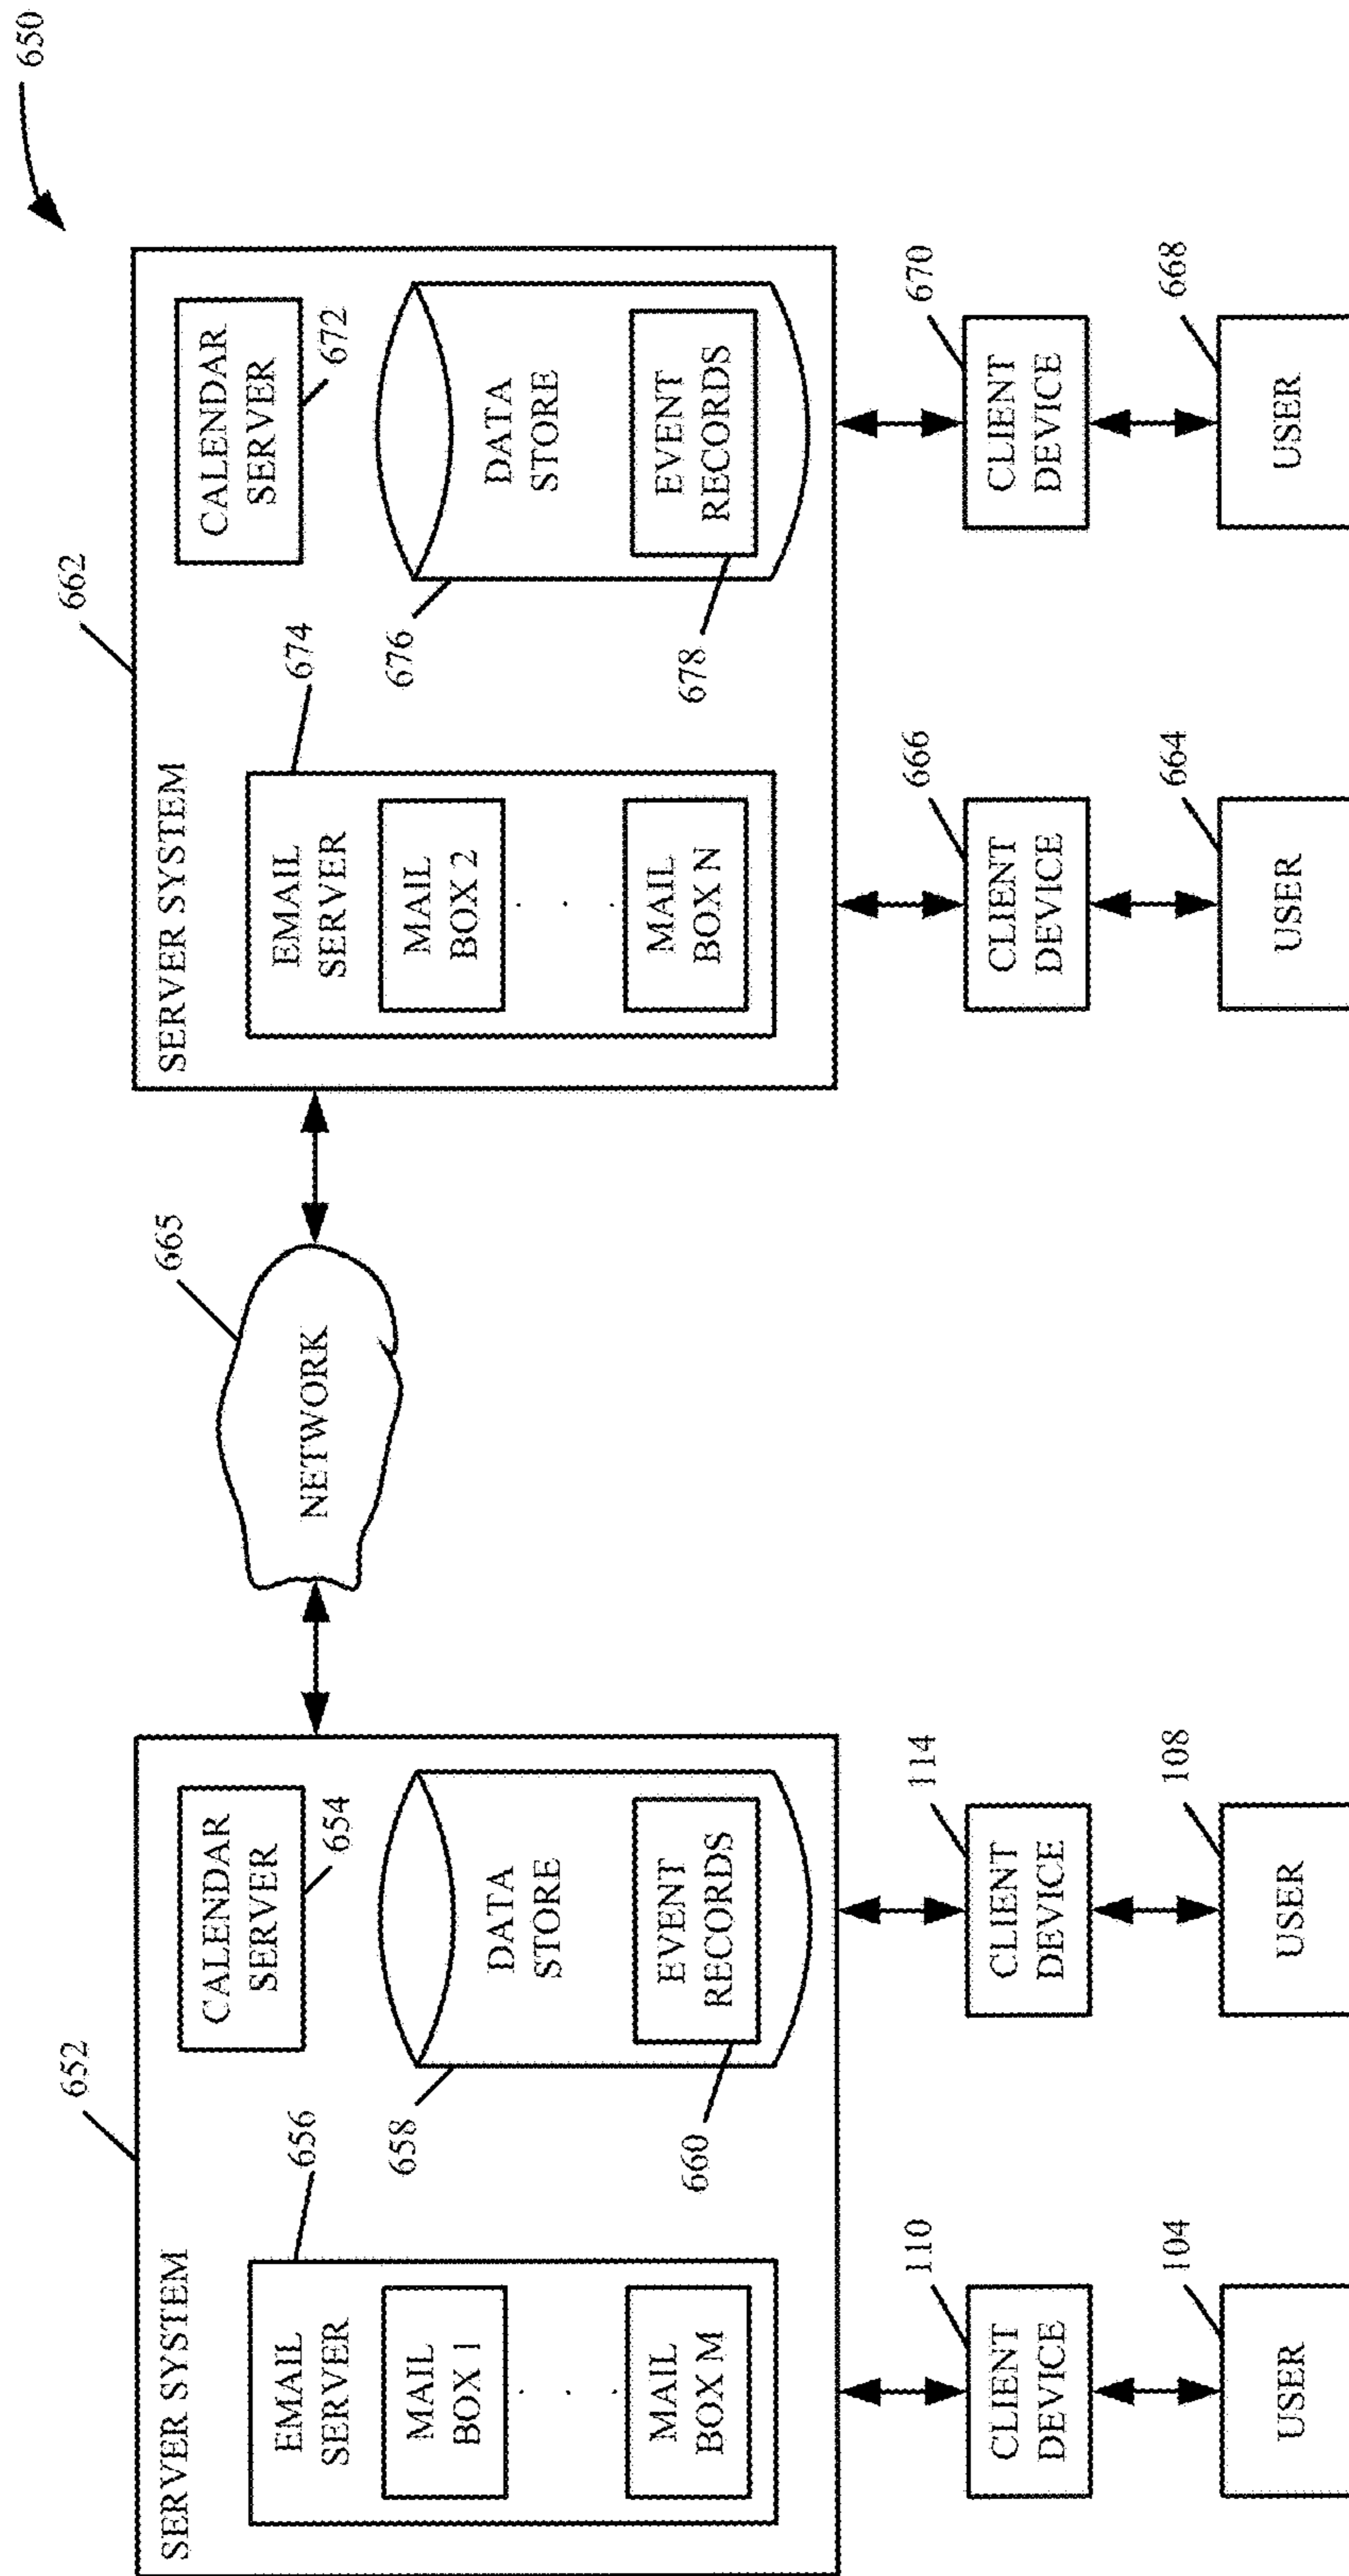 650
652
SERVER SYSTEM
656
EMAIL
SERVER
MAIL
BOX 1
. . .
MAIL
BOX M
CALENDAR
SERVER
654
658
DATA
STORE
EVENT
RECORDS
660
110
CLIENT
DEVICE
104
USER
114
CLIENT
DEVICE
108
USER
665
NETWORK
662
SERVER SYSTEM
674
EMAIL
SERVER
MAIL
BOX 2
. . .
MAIL
BOX N
CALENDAR
SERVER
672
676
DATA
STORE
EVENT
RECORDS
678
666
CLIENT
DEVICE
664
USER
670
CLIENT
DEVICE
668
USER